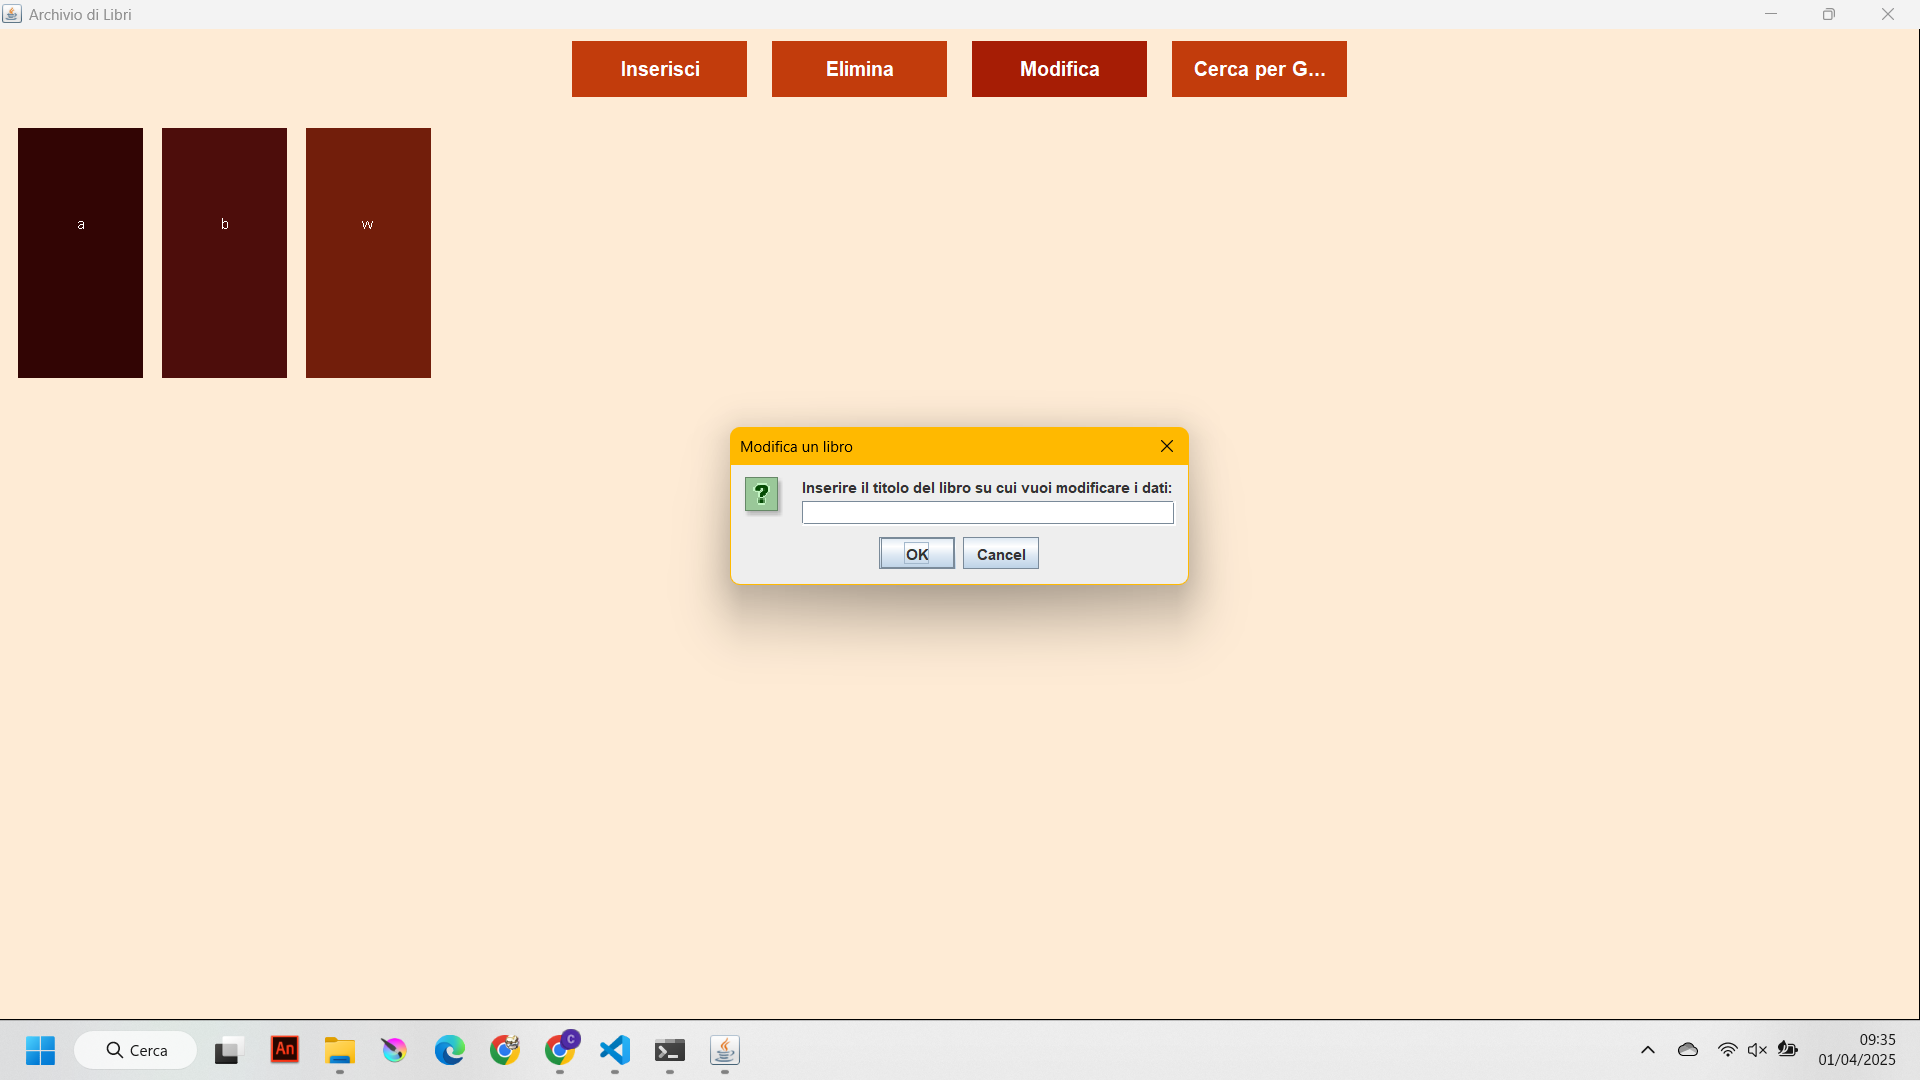 Archivio di Libri
Inserisci Elimina Modifica Cerca per G...
a b w
Modifica un libro
Inserire il titolo del libro su cui vuoi modificare i dati:
OK Cancel
Cerca An C 09:35
01/04/2025